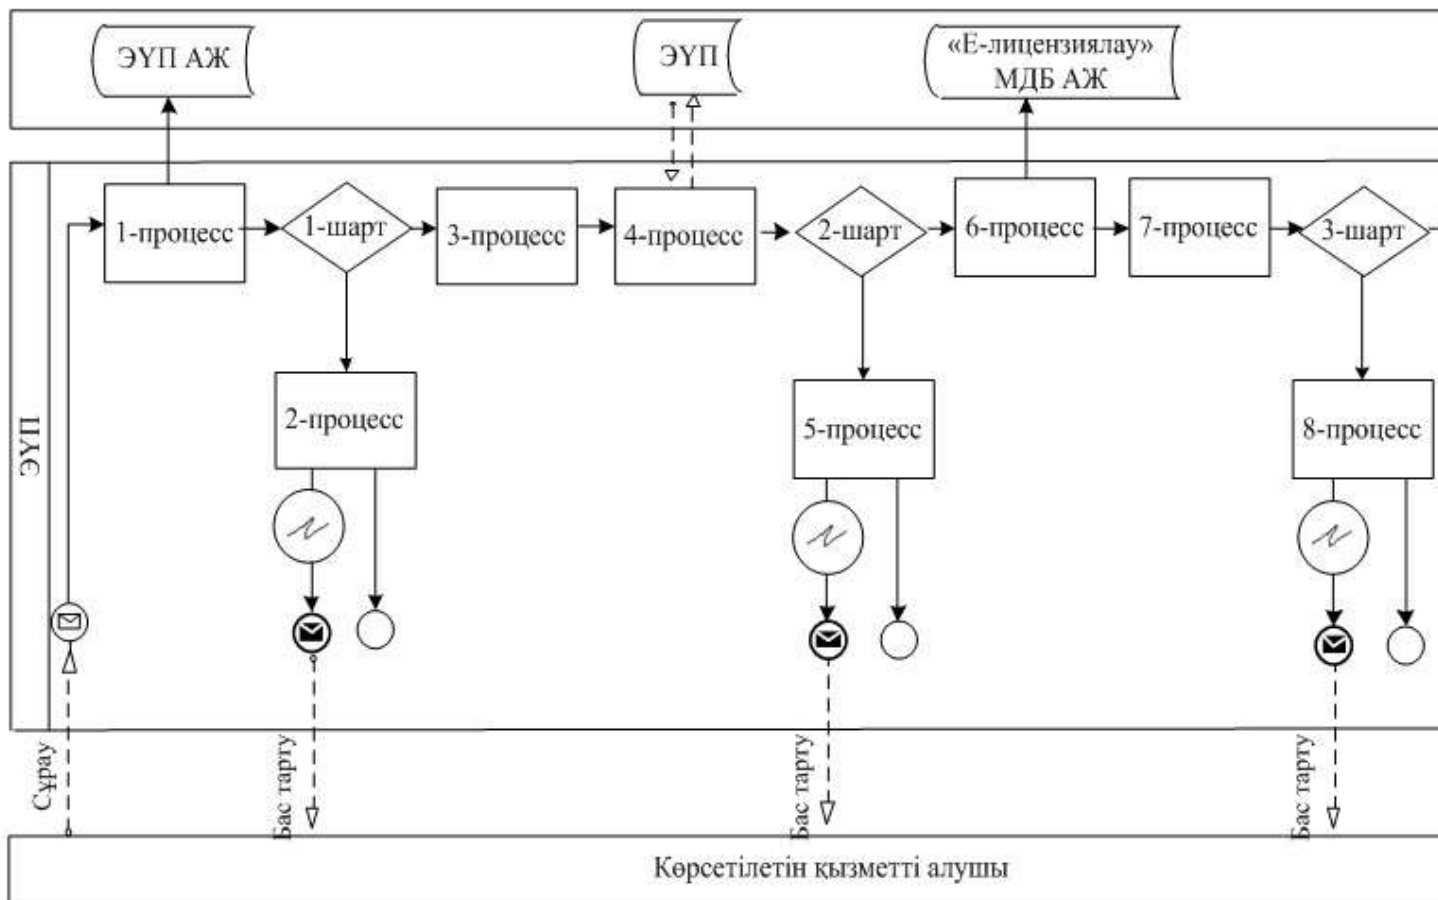 ЭҮП АЖ
ЭҮП
«Е-лицензиялау»
МДБ АЖ
ЭҮП
1-процесс
1-шарт
3-процесс
4-процесс
2-шарт
6-процесс
7-процесс
3-шарт
2-процесс
5-процесс
8-процесс
Сұрау
Бас тарту
Бас тарту
Бас тарту
Көрсетілетін қызметті алушы